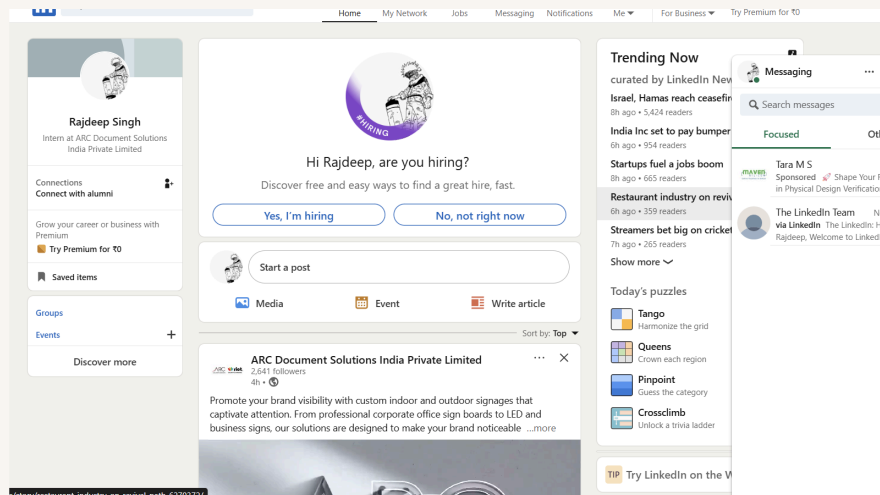 in
Home
My Network
Jobs
Messaging
Notifications
Me
For Business
Try Premium for ₹0
Rajdeep Singh
Intern at ARC Document Solutions
India Private Limited
Connections
Connect with alumni
Grow your career or business with
Premium
Try Premium for ₹0
Saved items
Groups
Events
Discover more
#HIRING
Hi Rajdeep, are you hiring?
Discover free and easy ways to find a great hire, fast.
Yes, I'm hiring
No, not right now
Start a post
Media
Event
Write article
Sort by: Top
ARC Document Solutions India Private Limited
2,641 followers
4h •
Promote your brand visibility with custom indoor and outdoor signages that
captivate attention. From professional corporate office sign boards to LED and
business signs, our solutions are designed to make your brand noticeable ...more
Trending Now
curated by LinkedIn New
Israel, Hamas reach ceasefir
8h ago • 5,424 readers
India Inc set to pay bumper
6h ago • 954 readers
Startups fuel a jobs boom
8h ago • 665 readers
Restaurant industry on reviv
6h ago • 359 readers
Streamers bet big on cricket
7h ago • 265 readers
Show more
Today's puzzles
Tango
Harmonize the grid
Queens
Crown each region
Pinpoint
Guess the category
Crossclimb
Unlock a trivia ladder
TIP Try LinkedIn on the W
Messaging
Search messages
Focused
Ot
MAVEN
Tara M S
Sponsored 🚀 Shape Your F
in Physical Design Verificatio
The LinkedIn Team
N
via LinkedIn The LinkedIn: H
Rajdeep, Welcome to Linked